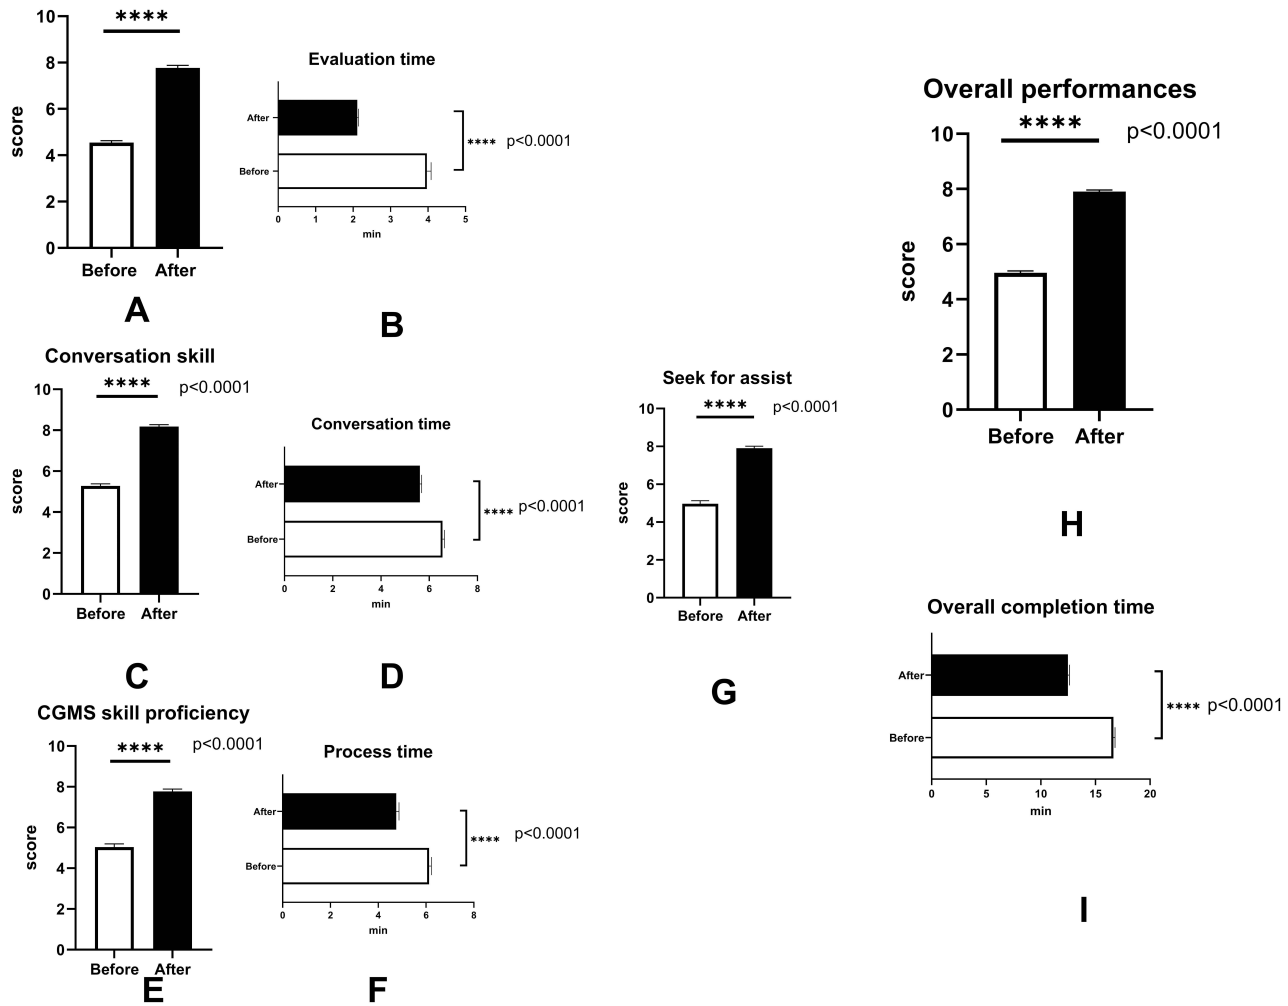 ****
10
8
6
4
2
0
score
Before After
A
Evaluation time
After
Before
0 1 2 3 4 5
min
**** p<0.0001
B
Conversation skill
**** p<0.0001
10
8
6
4
2
0
score
Before After
C
Conversation time
After
Before
0 2 4 6 8
min
**** p<0.0001
D
CGMS skill proficiency
**** p<0.0001
10
8
6
4
2
0
score
Before After
E
Process time
After
Before
0 2 4 6 8
min
**** p<0.0001
F
Seek for assist
**** p<0.0001
10
8
6
4
2
0
score
Before After
G
Overall performances
**** p<0.0001
10
8
6
4
2
0
score
Before After
H
Overall completion time
After
Before
0 5 10 15 20
min
**** p<0.0001
I